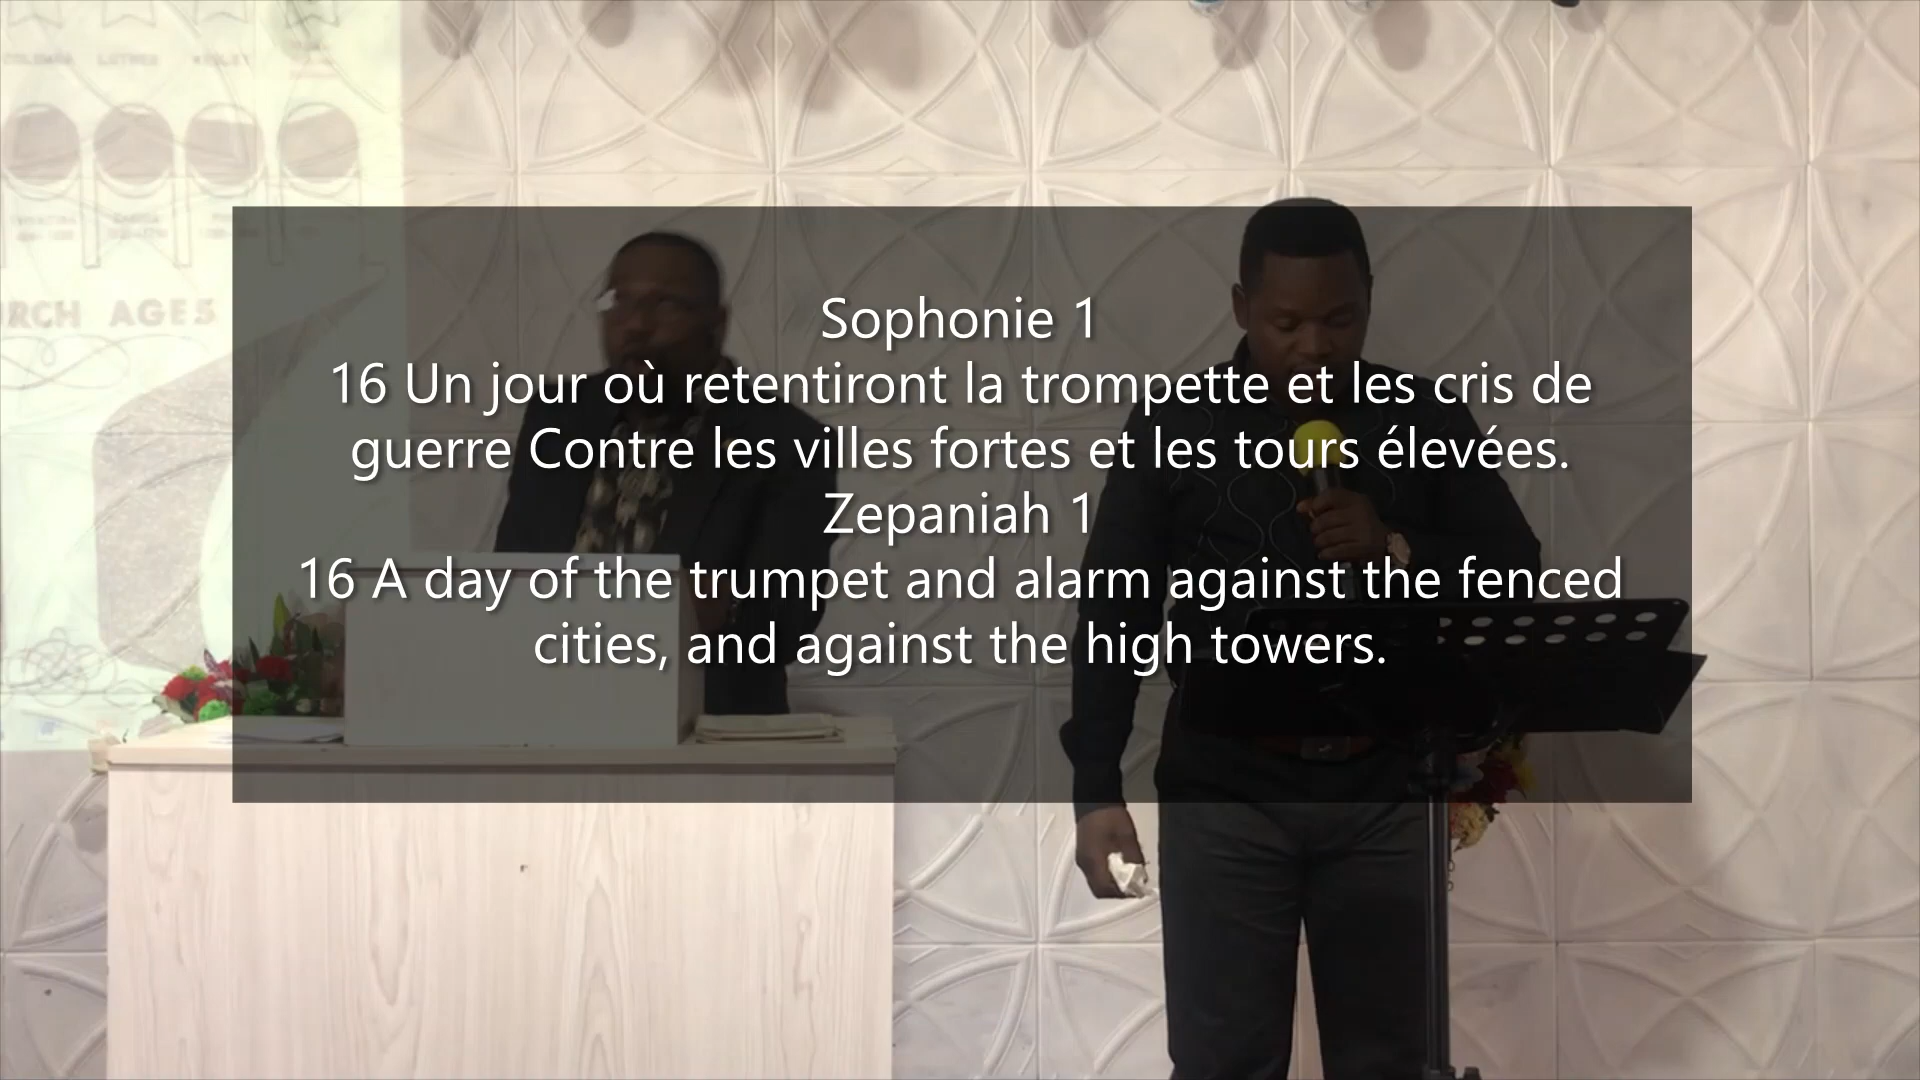 LUTHER WESLEY
RCH AGES
Sophonie 1
16 Un jour où retentiront la trompette et les cris de
guerre Contre les villes fortes et les tours élevées.
Zepaniah 1
16 A day of the trumpet and alarm against the fenced
cities, and against the high towers.